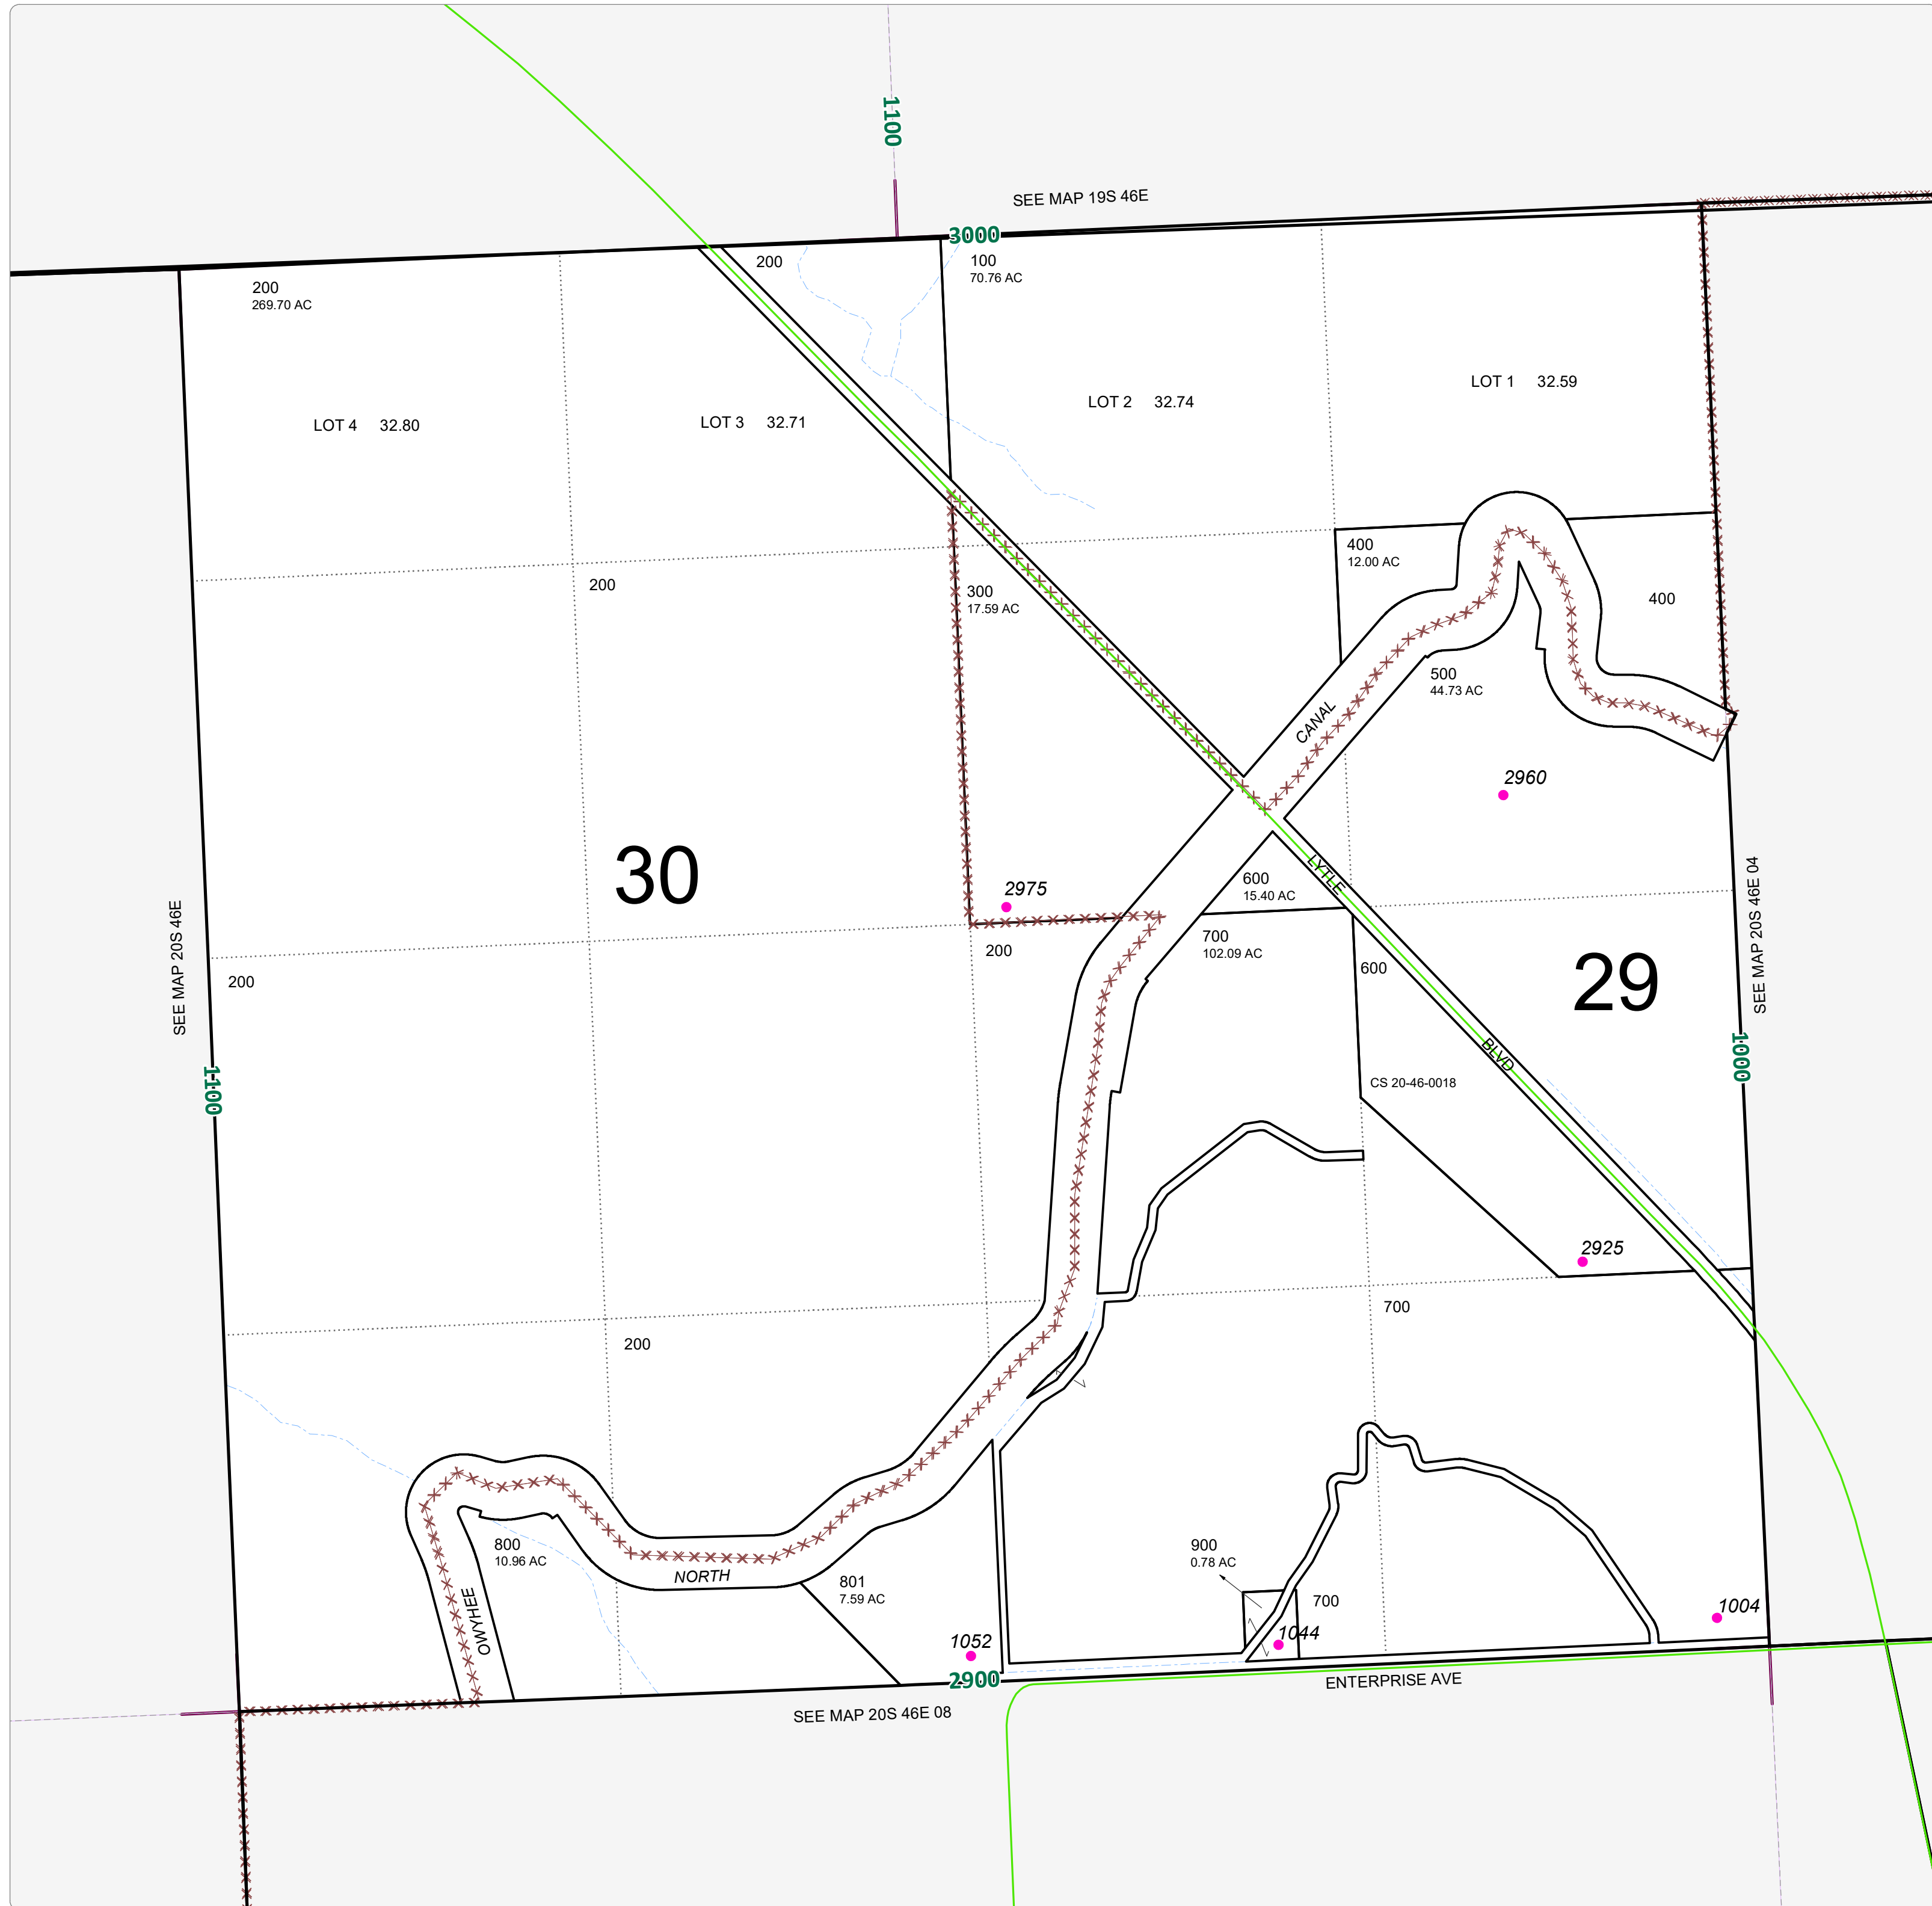 1100
SEE MAP 19S 46E
3000
200
269.70 AC
200
100
70.76 AC
LOT 4 32.80
LOT 3 32.71
LOT 2 32.74
LOT 1 32.59
400
12.00 AC
400
200
300
17.59 AC
500
44.73 AC
CANAL
2960
30
2975
600
15.40 AC
LYTLE
SEE MAP 20S 46E
SEE MAP 20S 46E 04
200
200
700
102.09 AC
600
29
BLVD
1100
1000
CS 20-46-0018
2925
700
200
800
10.96 AC
NORTH
801
7.59 AC
900
0.78 AC
700
OWYHEE
1052
1044
1004
2900
ENTERPRISE AVE
SEE MAP 20S 46E 08